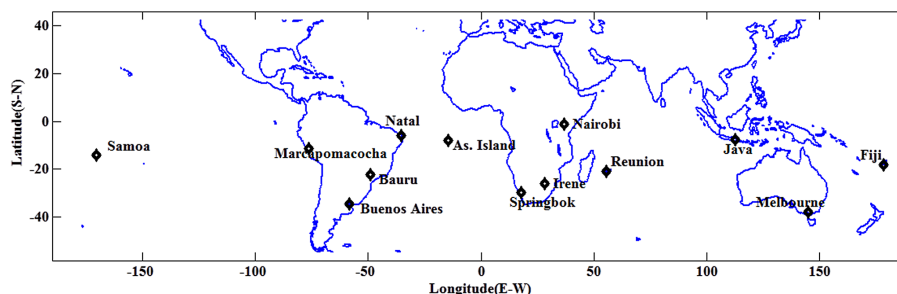 40
20
0
-20
-40
Latitude(S-N)
Samoa
Marcapomacocha
Natal
Bauru
Buenos Aires
As. Island
Nairobi
Reunion
Irene
Springbok
Java
Fiji
Melbourne
-150
-100
-50
0
50
100
150
Longitude(E-W)